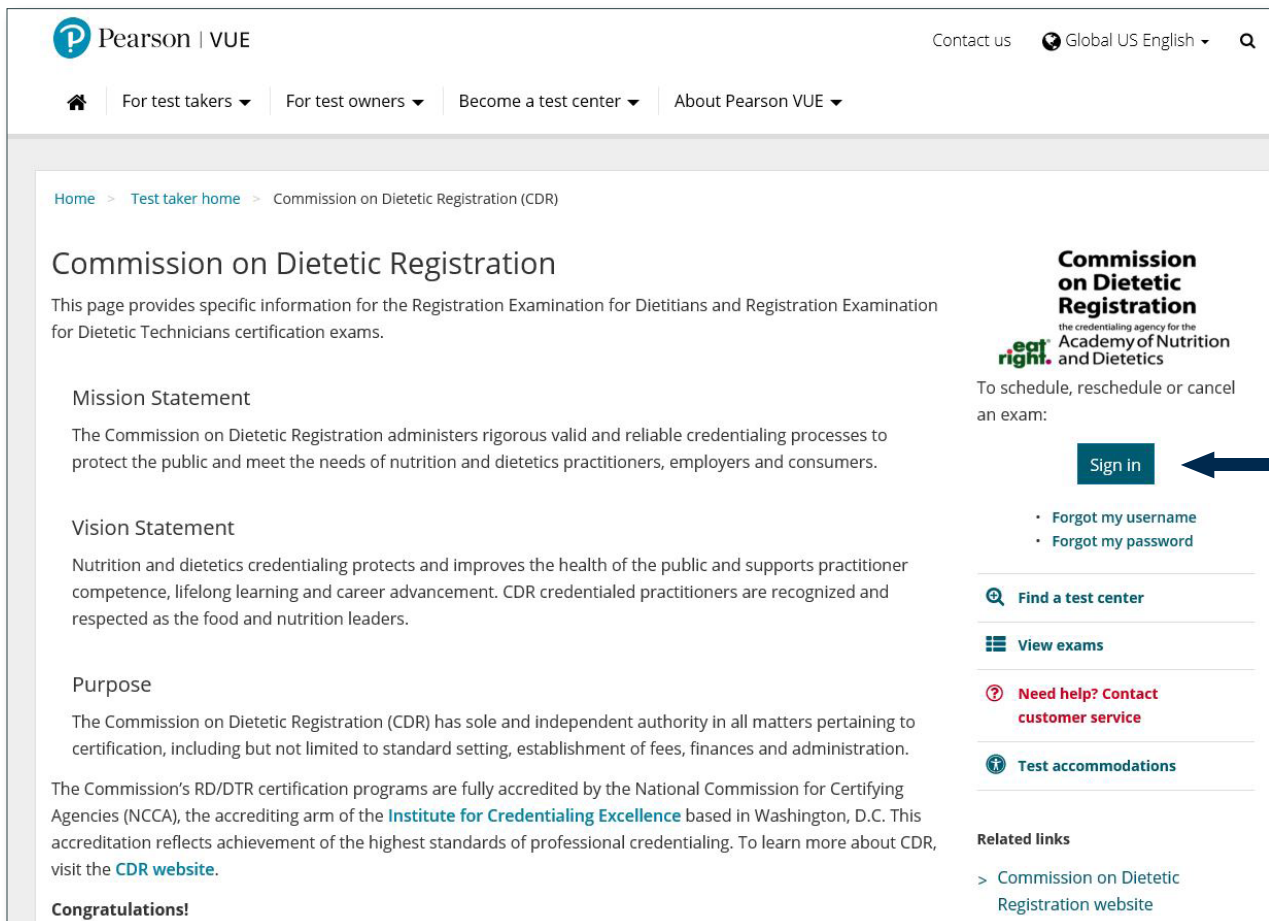 Pearson | VUE
Contact us Global US English
For test takers For test owners Become a test center About Pearson VUE
Home > Test taker home > Commission on Dietetic Registration (CDR)
Commission on Dietetic Registration
This page provides specific information for the Registration Examination for Dietitians and Registration Examination
for Dietetic Technicians certification exams.
Mission Statement
The Commission on Dietetic Registration administers rigorous valid and reliable credentialing processes to
protect the public and meet the needs of nutrition and dietetics practitioners, employers and consumers.
Vision Statement
Nutrition and dietetics credentialing protects and improves the health of the public and supports practitioner
competence, lifelong learning and career advancement. CDR credentialed practitioners are recognized and
respected as the food and nutrition leaders.
Purpose
The Commission on Dietetic Registration (CDR) has sole and independent authority in all matters pertaining to
certification, including but not limited to standard setting, establishment of fees, finances and administration.
The Commission's RD/DTR certification programs are fully accredited by the National Commission for Certifying
Agencies (NCCA), the accrediting arm of the Institute for Credentialing Excellence based in Washington, D.C. This
accreditation reflects achievement of the highest standards of professional credentialing. To learn more about CDR,
visit the CDR website.
Congratulations!
Commission
on Dietetic
Registration
the credentialing agency for the
eat Academy of Nutrition
right. and Dietetics
To schedule, reschedule or cancel
an exam:
Sign in
• Forgot my username
• Forgot my password
Find a test center
View exams
Need help? Contact
customer service
Test accommodations
Related links
> Commission on Dietetic
Registration website